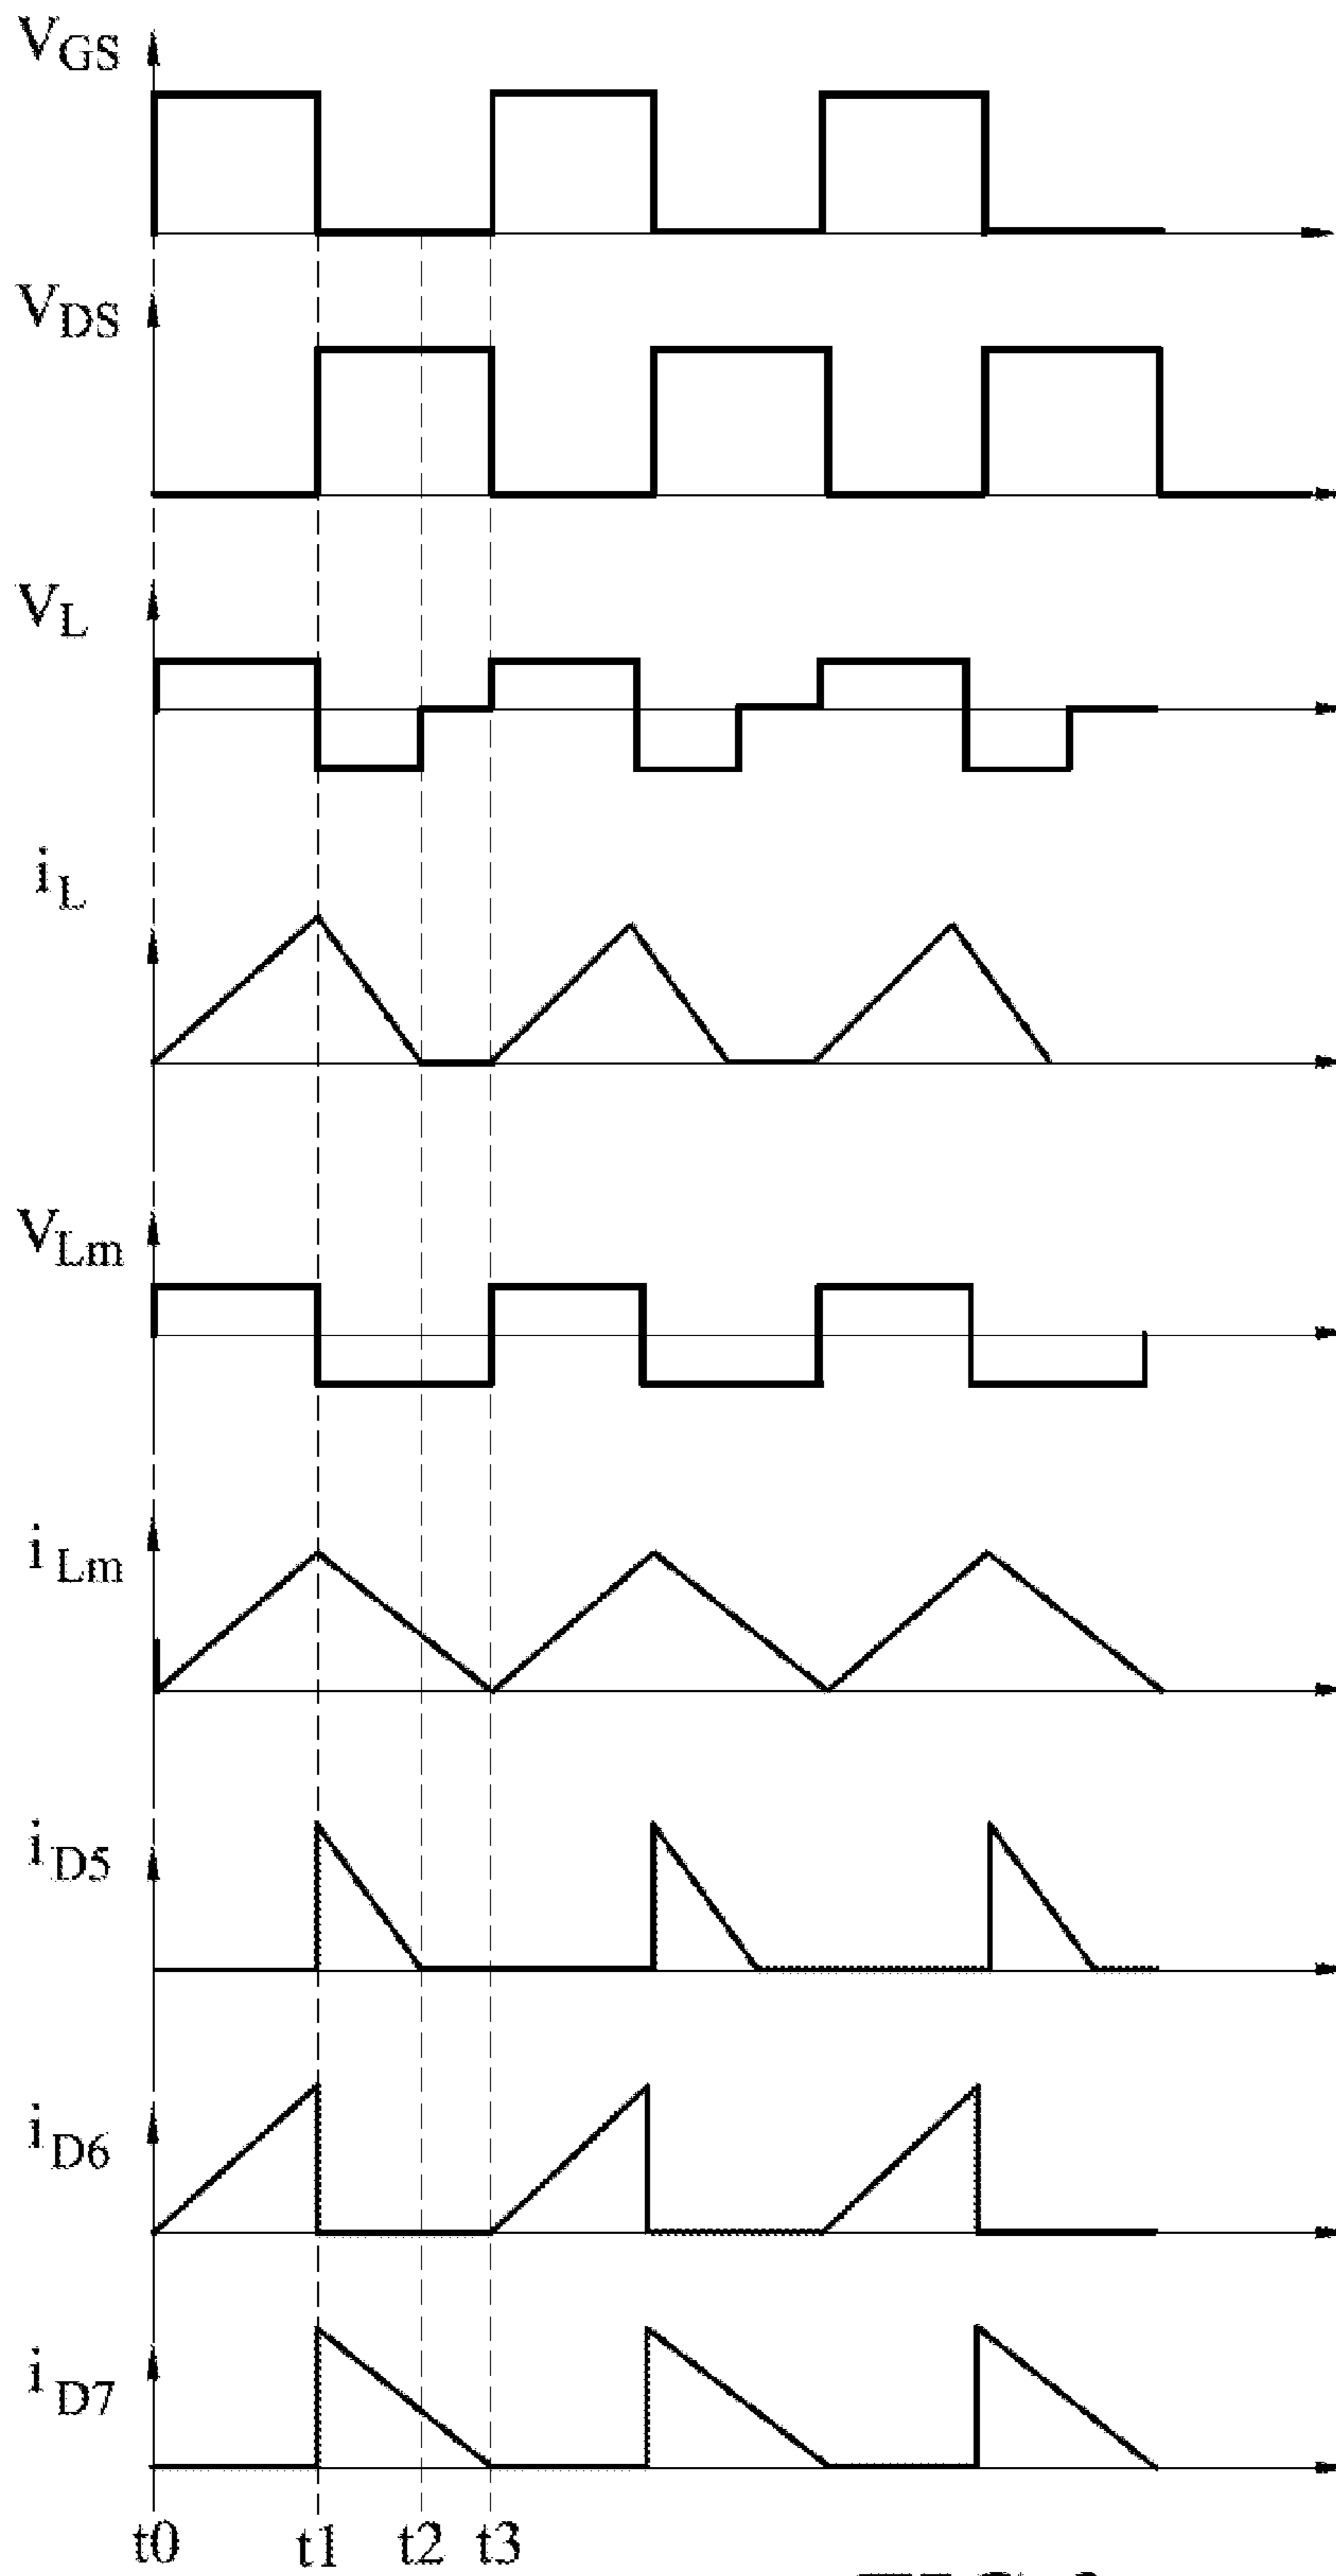 VGS
VDS
VL
iL
VLm
iLm
iD5
iD6
iD7
t0 t1 t2 t3